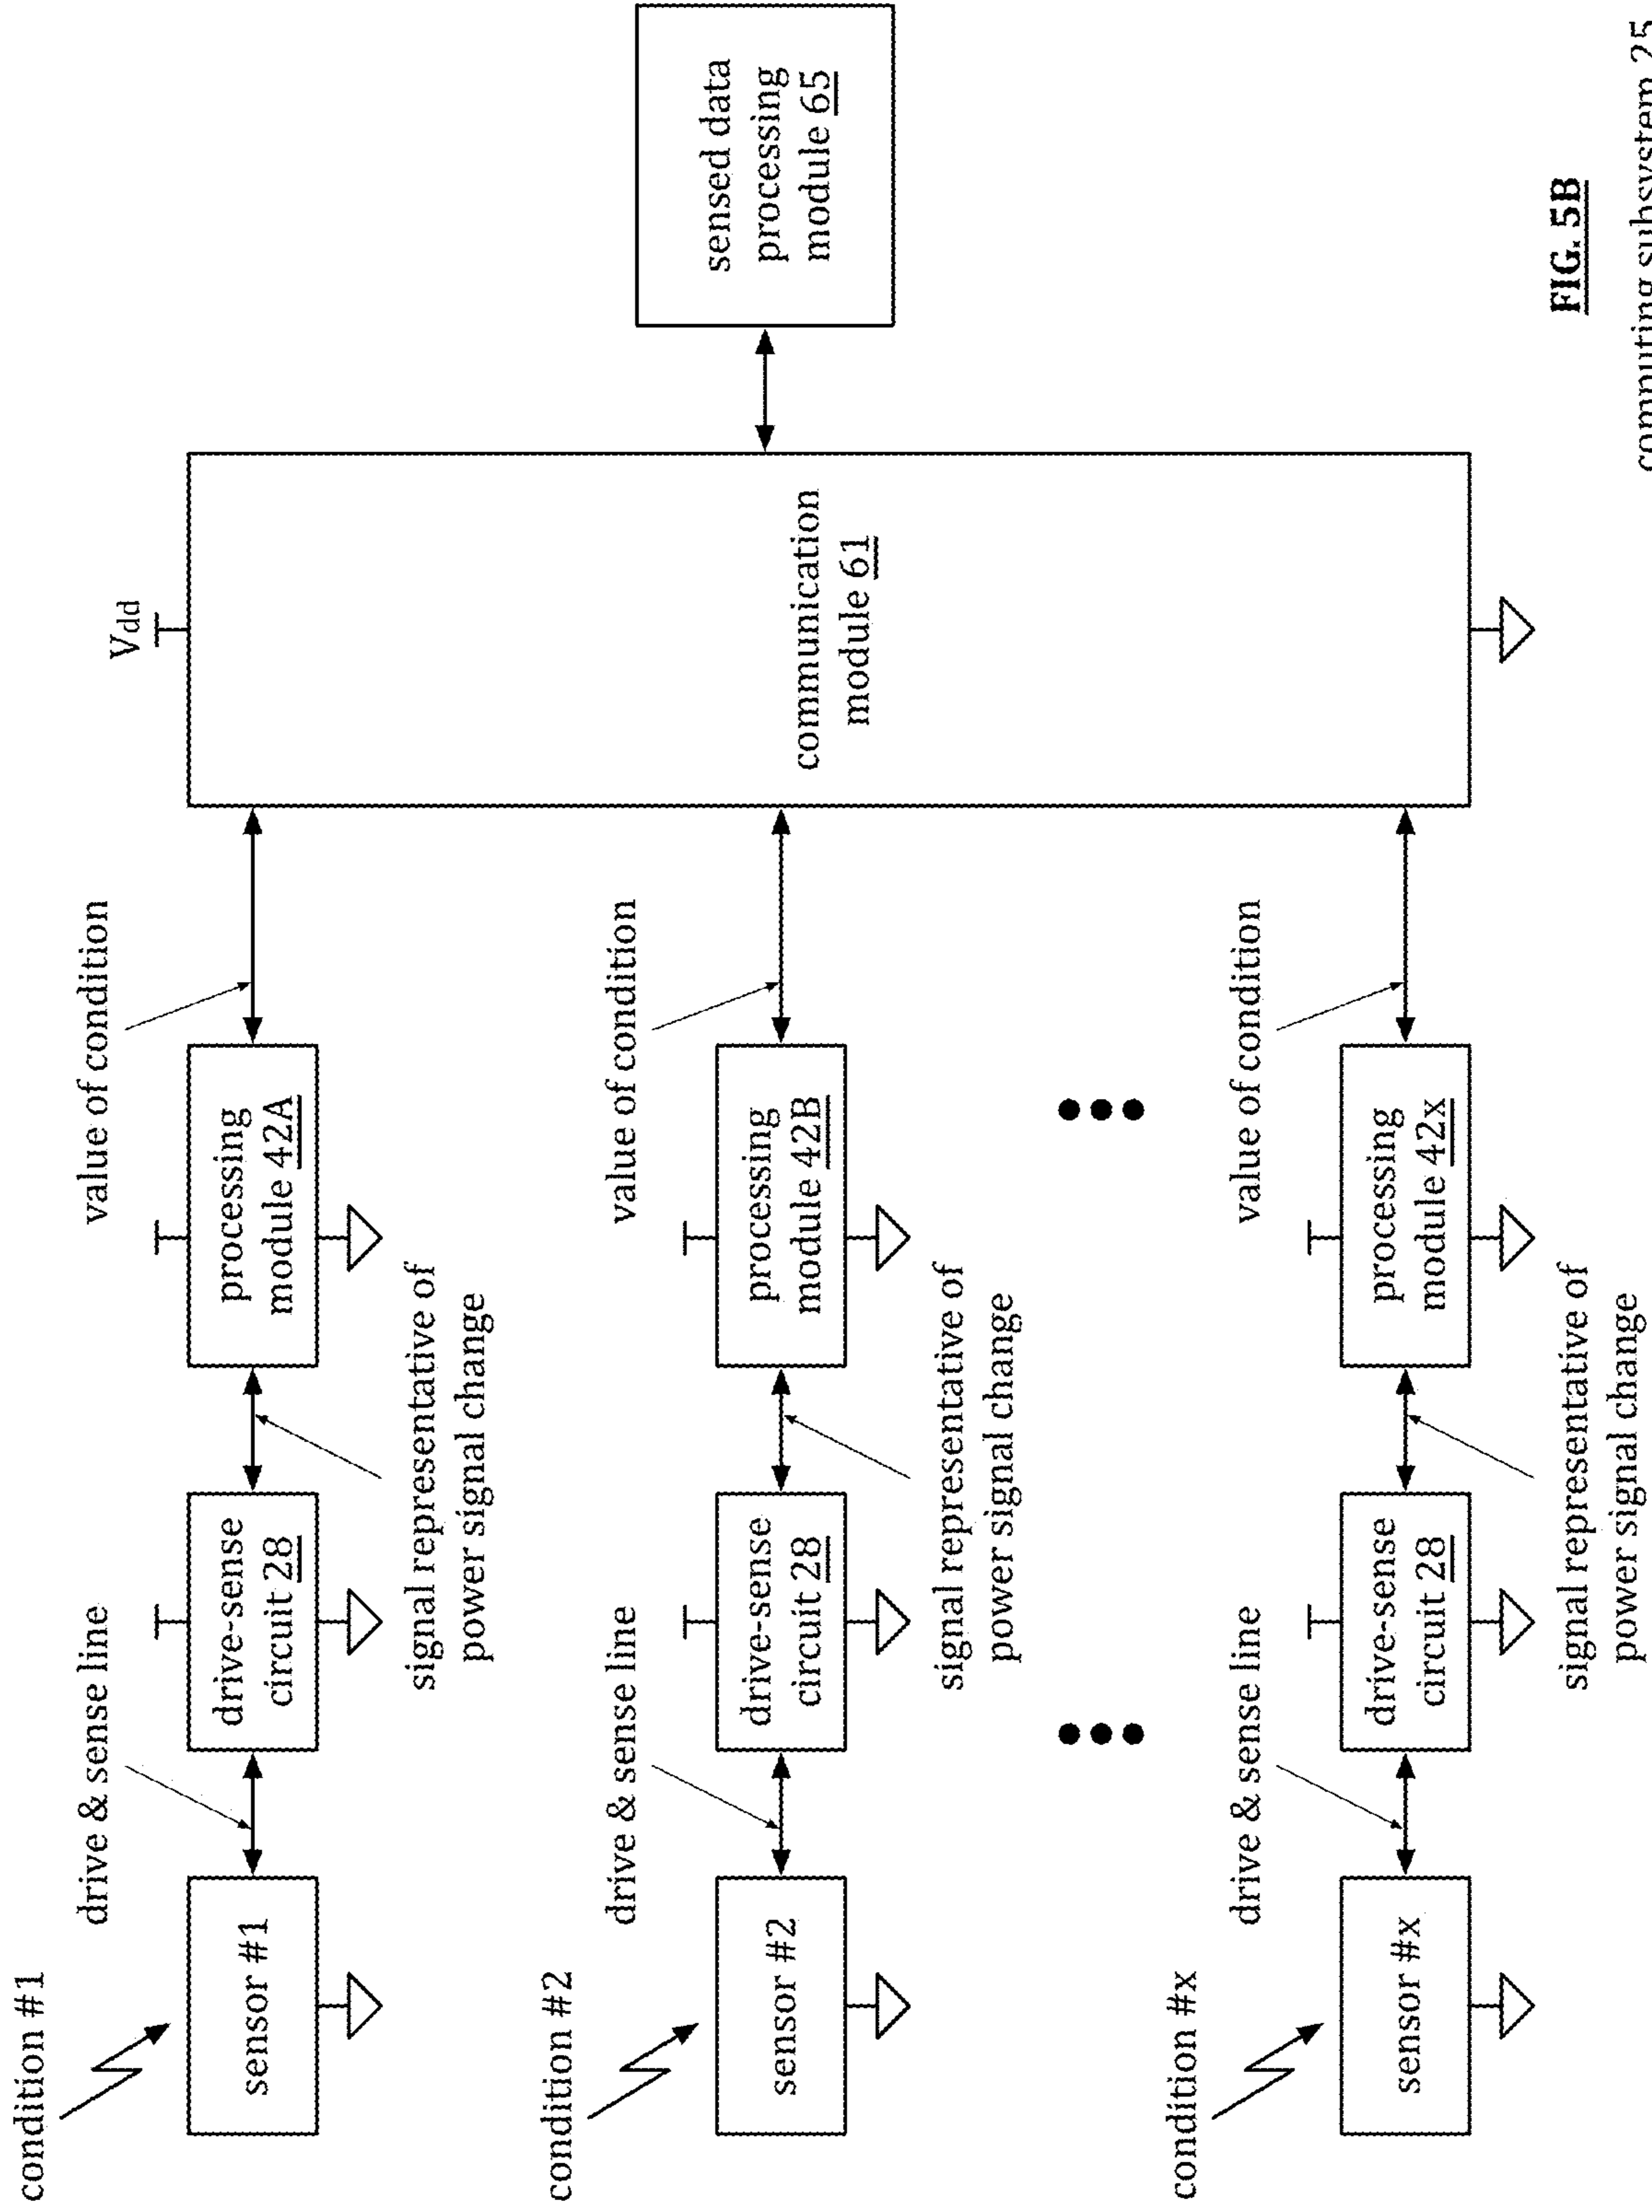 condition #1
sensor #1
drive & sense line
drive-sense
circuit 28
signal representative of
power signal change
processing
module 42A
value of condition
condition #2
sensor #2
drive & sense line
drive-sense
circuit 28
signal representative of
power signal change
processing
module 42B
value of condition
condition #x
sensor #x
drive & sense line
drive-sense
circuit 28
signal representative of
power signal change
processing
module 42x
value of condition
Vdd
communication
module 61
sensed data
processing
module 65
FIG. 5B
computing subsystem 25